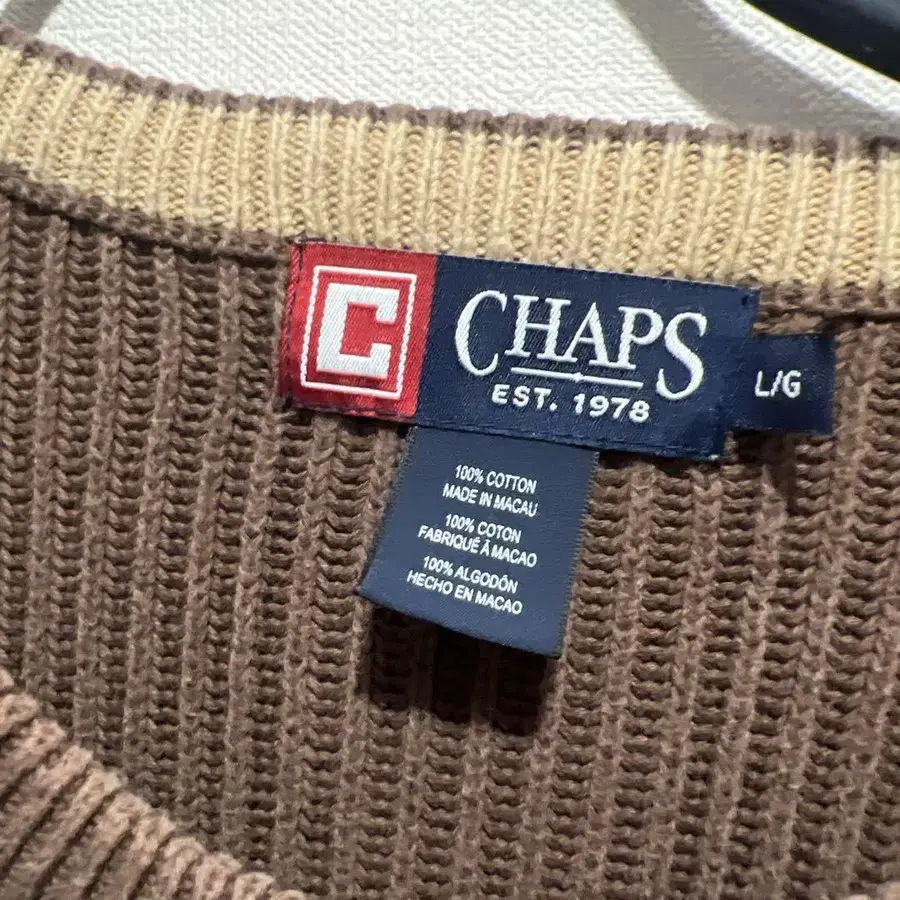 C
CHAPS
EST. 1978
L/G
100% COTTON
MADE IN MACAU
100% COTON
FABRIQUÉ À MACAO
100% ALGODÓN
HECHO EN MACAO